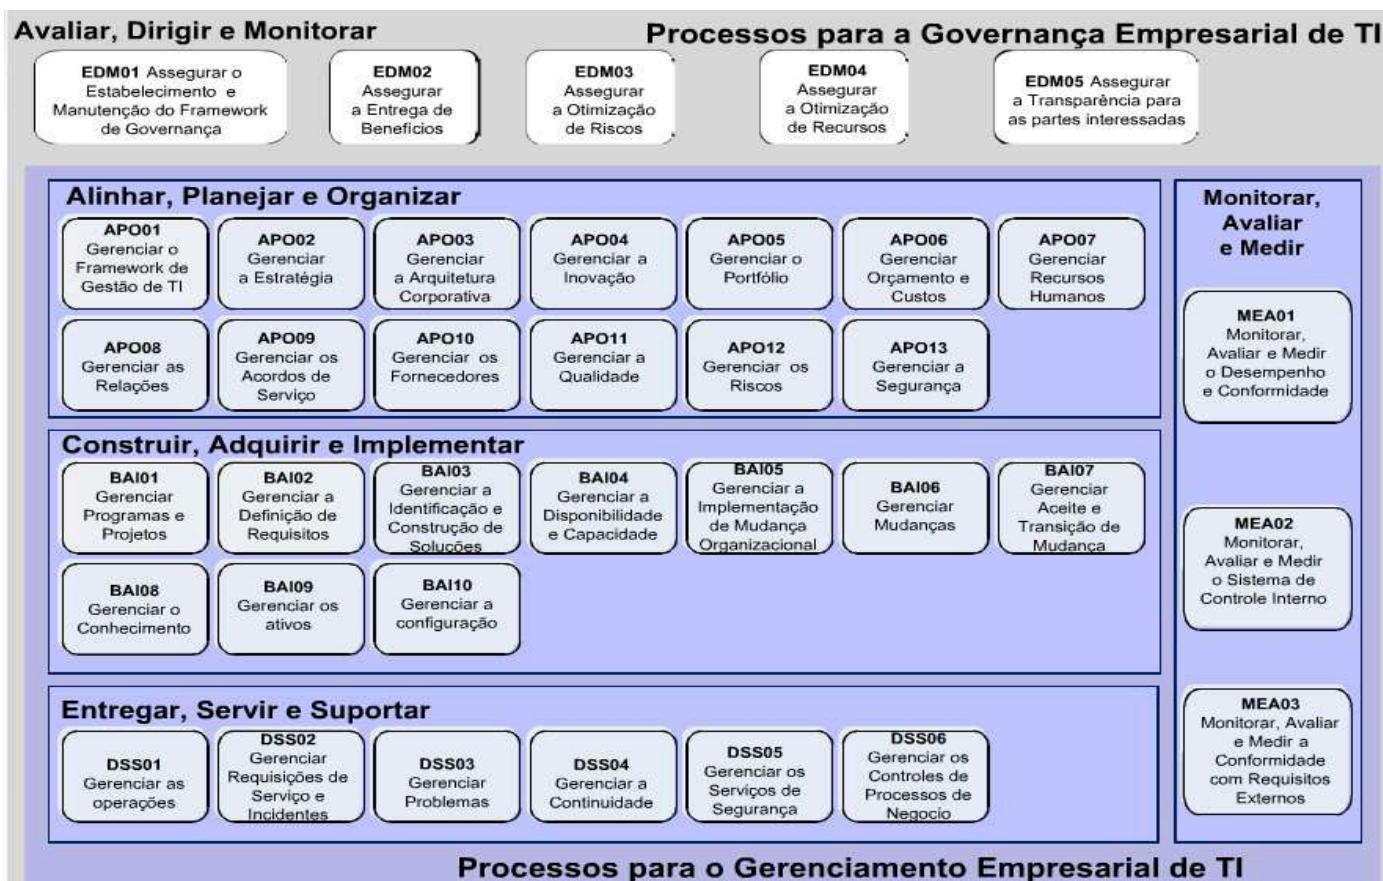 Avaliar, Dirigir e Monitorar
Processos para a Governança Empresarial de TI
EDM01 Assegurar o
Estabelecimento e
Manutenção do Framework
de Governança
EDM02
Assegurar
a Entrega de
Benefícios
EDM03
Assegurar
a Otimização
de Riscos
EDM04
Assegurar
a Otimização
de Recursos
EDM05 Assegurar
a Transparência para
as partes interessadas
Alinhar, Planejar e Organizar
APO01
Gerenciar o
Framework de
Gestão de TI
APO02
Gerenciar
a Estratégia
APO03
Gerenciar
a Arquitetura
Corporativa
APO04
Gerenciar a
Inovação
APO05
Gerenciar o
Portfólio
APO06
Gerenciar
Orçamento e
Custos
APO07
Gerenciar
Recursos
Humanos
APO08
Gerenciar as
Relações
APO09
Gerenciar os
Acordos de
Serviço
APO10
Gerenciar os
Fornecedores
APO11
Gerenciar a
Qualidade
APO12
Gerenciar os
Riscos
APO13
Gerenciar a
Segurança
Construir, Adquirir e Implementar
BAI01
Gerenciar
Programas e
Projetos
BAI02
Gerenciar a
Definição de
Requisitos
BAI03
Gerenciar a
Identificação e
Construção de
Soluções
BAI04
Gerenciar a
Disponibilidade
e Capacidade
BAI05
Gerenciar a
Implementação
de Mudança
Organizacional
BAI06
Gerenciar
Mudanças
BAI07
Gerenciar
Aceite e
Transição de
Mudança
BAI08
Gerenciar o
Conhecimento
BAI09
Gerenciar os
ativos
BAI10
Gerenciar a
configuração
Entregar, Servir e Suportar
DSS01
Gerenciar as
operações
DSS02
Gerenciar
Requisições de
Serviço e
Incidentes
DSS03
Gerenciar
Problemas
DSS04
Gerenciar a
Continuidade
DSS05
Gerenciar os
Serviços de
Segurança
DSS06
Gerenciar os
Controles de
Processos de
Negocio
Monitorar,
Avaliar
e Medir
MEA01
Monitorar,
Avaliar e Medir
o Desempenho
e Conformidade
MEA02
Monitorar,
Avaliar e Medir
o Sistema de
Controle Interno
MEA03
Monitorar, Avaliar
e Medir a
Conformidade
com Requisitos
Externos
Processos para o Gerenciamento Empresarial de TI